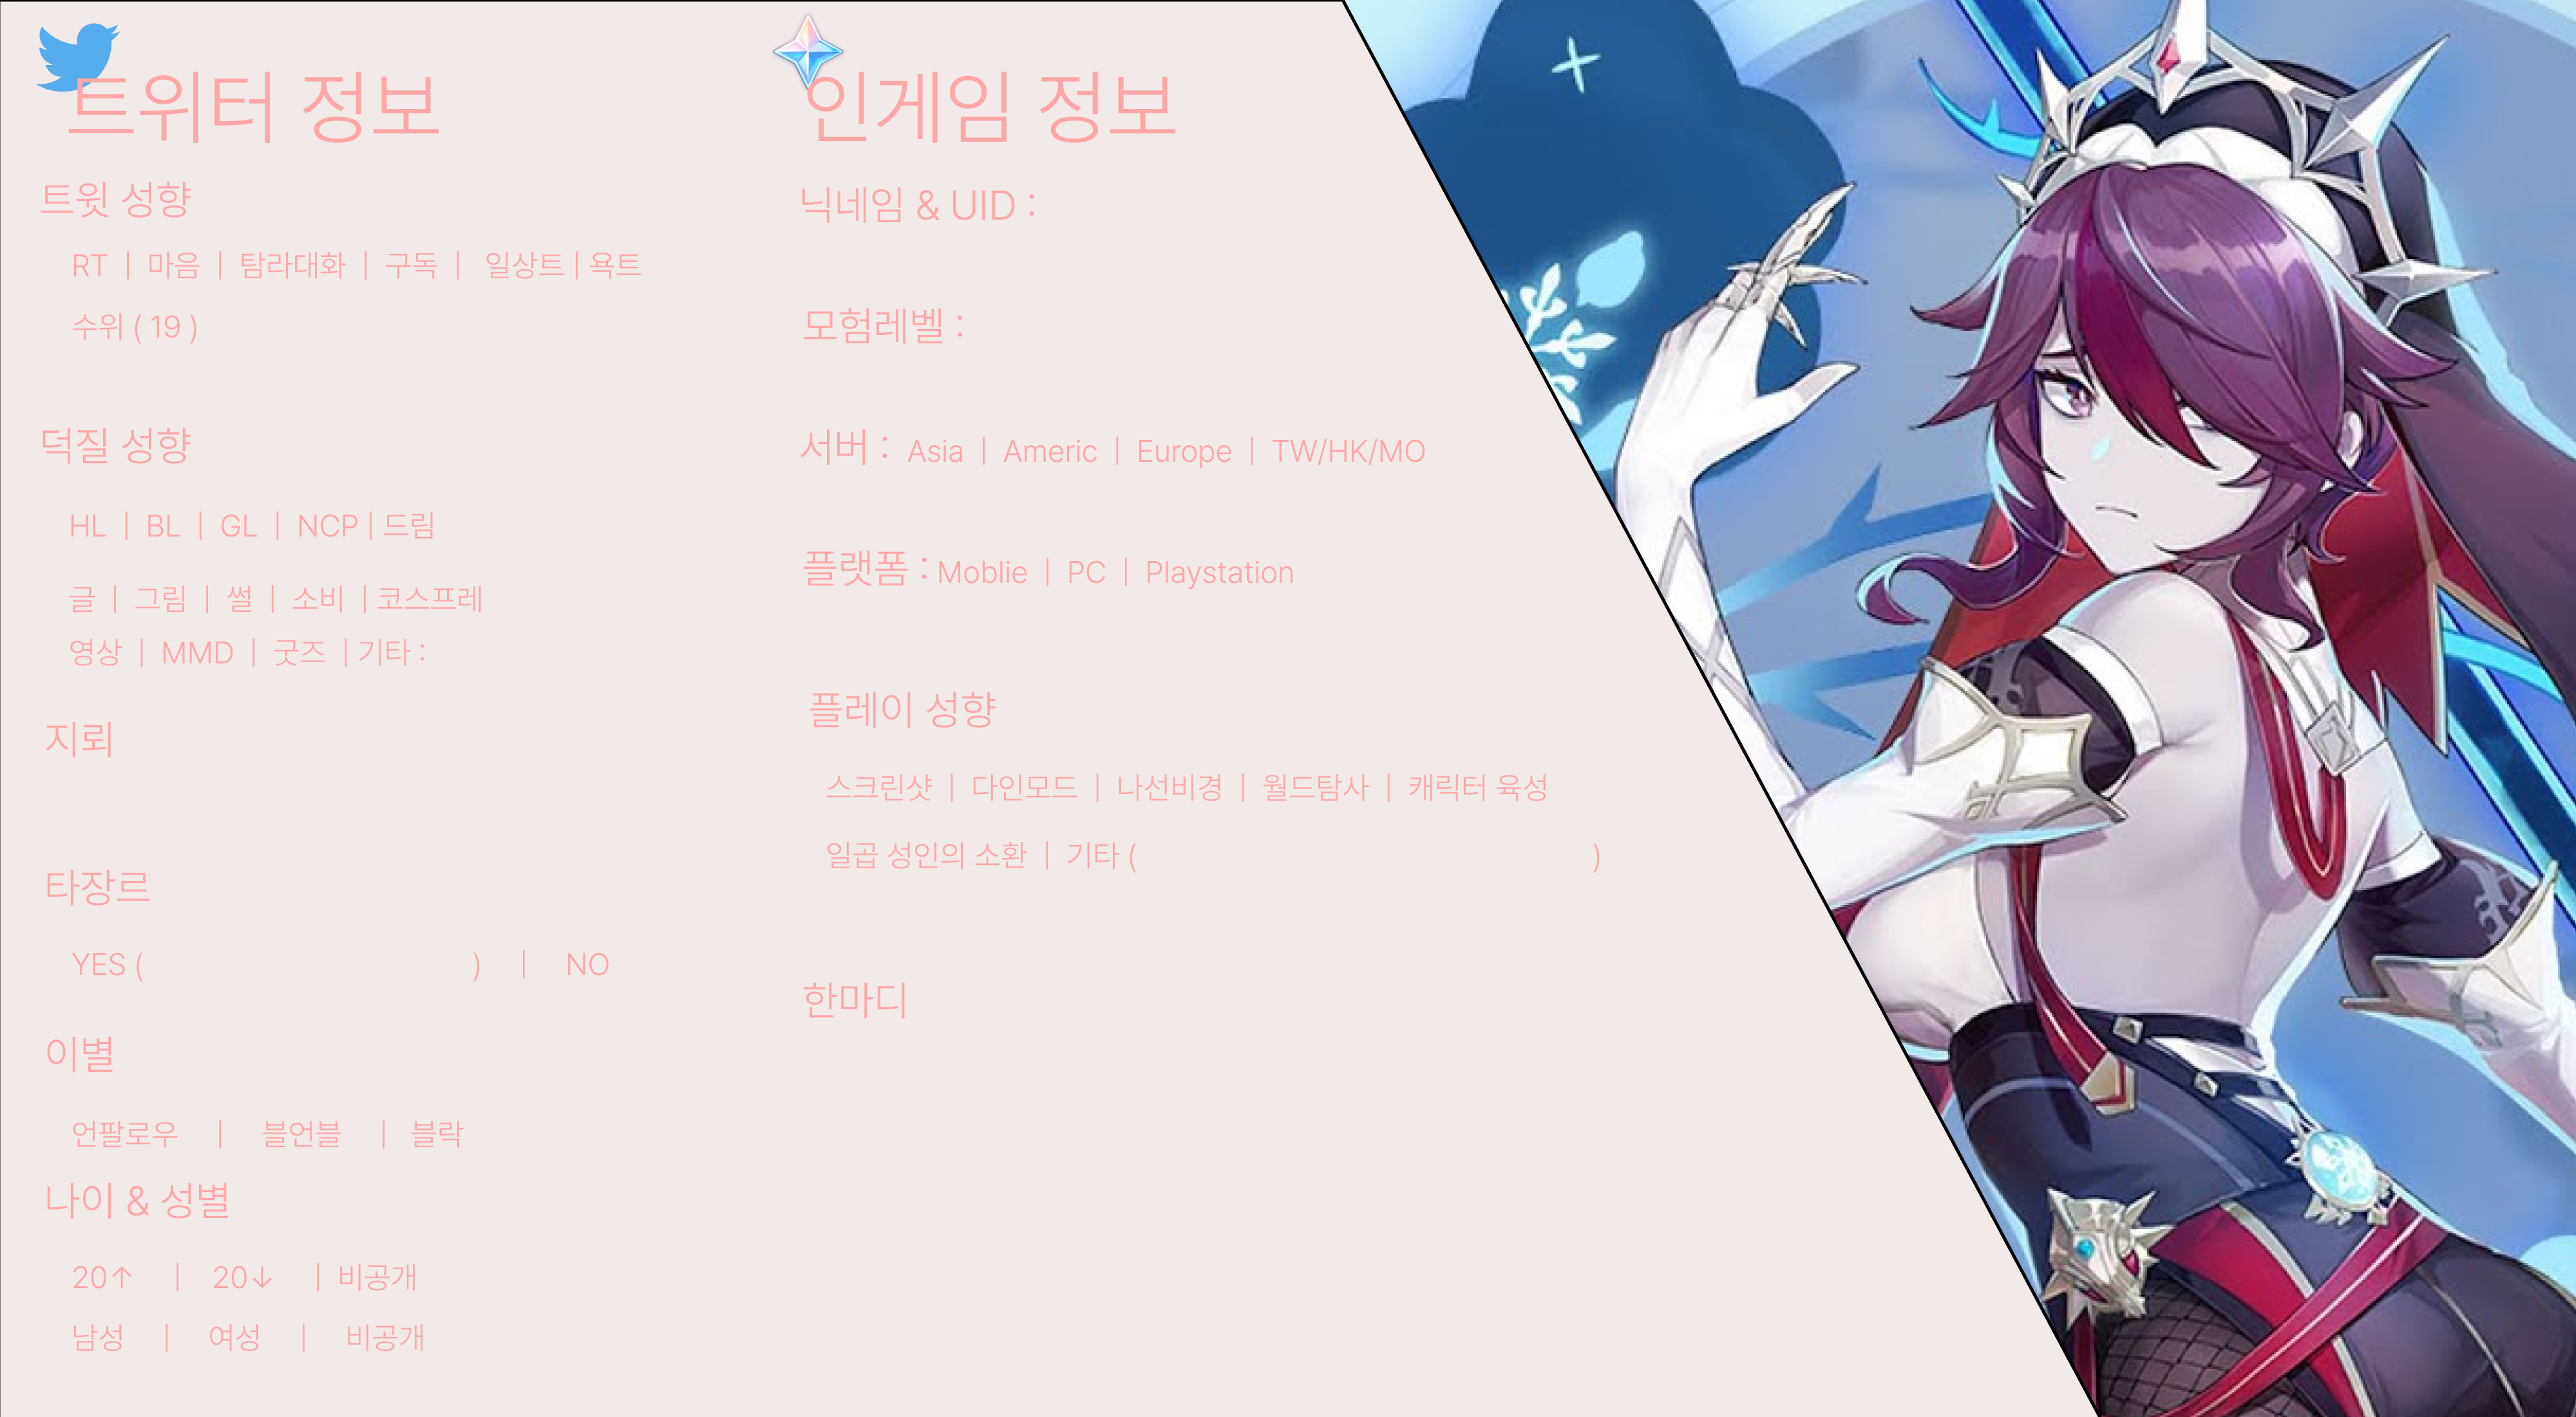 트위터 정보
트윗 성향
RT | 마음 | 탐라대화 | 구독 | 일상트 | 욕트
수위 ( 19 )
덕질 성향
HL | BL | GL | NCP | 드림
글 | 그림 | 썰 | 소비 | 코스프레
영상 | MMD | 굿즈 | 기타 :
지뢰
타장르
YES ( ) | NO
이별
언팔로우 | 블언블 | 블락
나이 & 성별
20↑ | 20↓ | 비공개
남성 | 여성 | 비공개
인게임 정보
닉네임 & UID :
모험레벨 :
서버 : Asia | Americ | Europe | TW/HK/MO
플랫폼 : Moblie | PC | Playstation
플레이 성향
스크린샷 | 다인모드 | 나선비경 | 월드탐사 | 캐릭터 육성
일곱 성인의 소환 | 기타 ( )
한마디